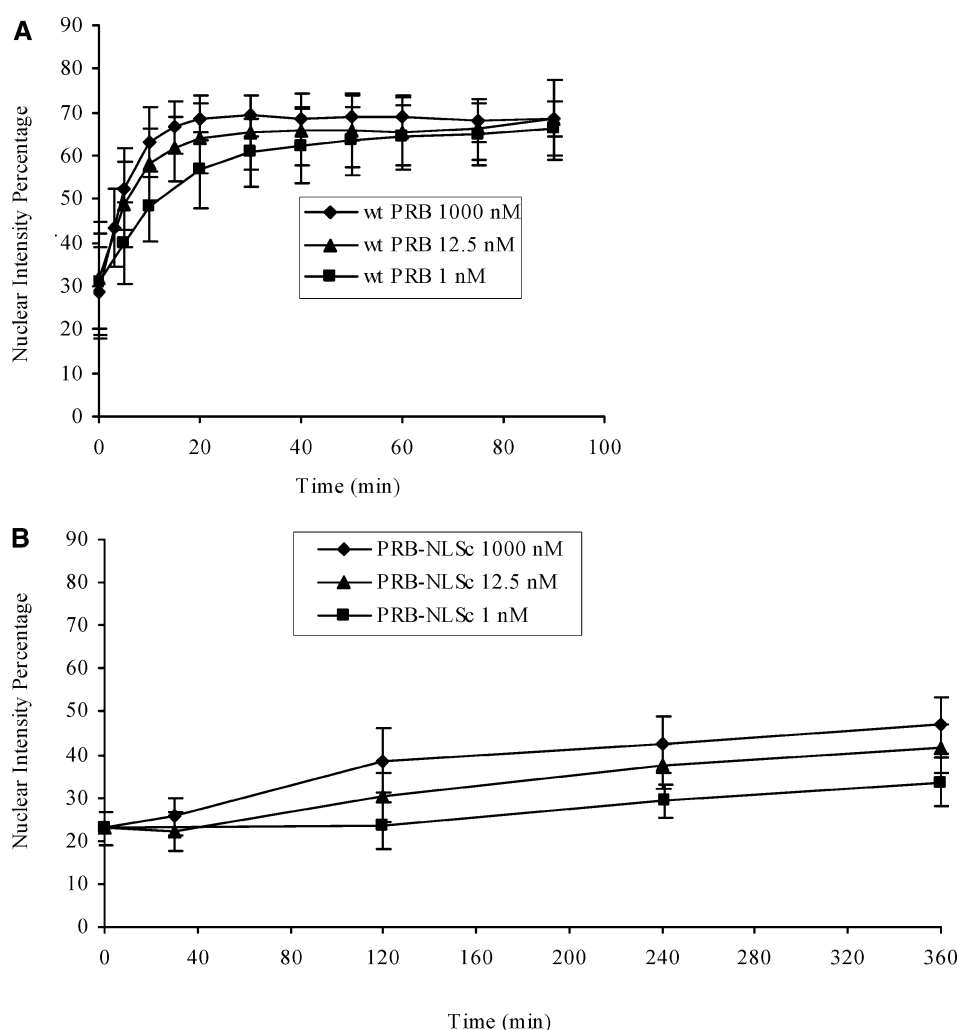 A
Nuclear Intensity Percentage
90
80
70
60
50
40
30
20
10
0
wt PRB 1000 nM
wt PRB 12.5 nM
wt PRB 1 nM
0 20 40 60 80 100
Time (min)
B
Nuclear Intensity Percentage
90
80
70
60
50
40
30
20
10
0
PRB-NLSc 1000 nM
PRB-NLSc 12.5 nM
PRB-NLSc 1 nM
0 40 80 120 160 200 240 280 320 360
Time (min)